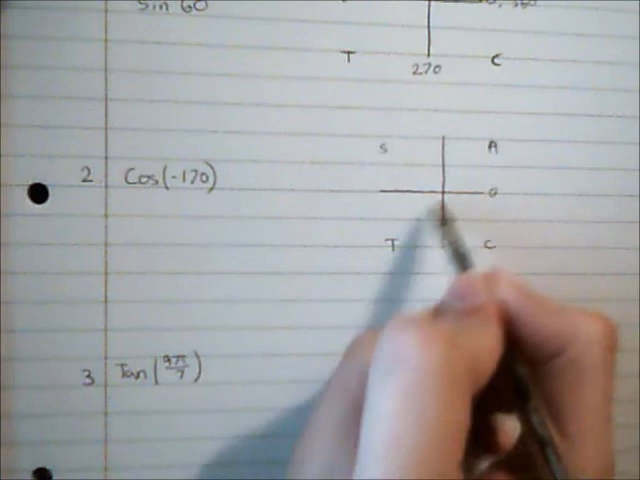 Sin 60
T C
270
S A
2 Cos(-170)
0
T C
3 Tan(9π/7)